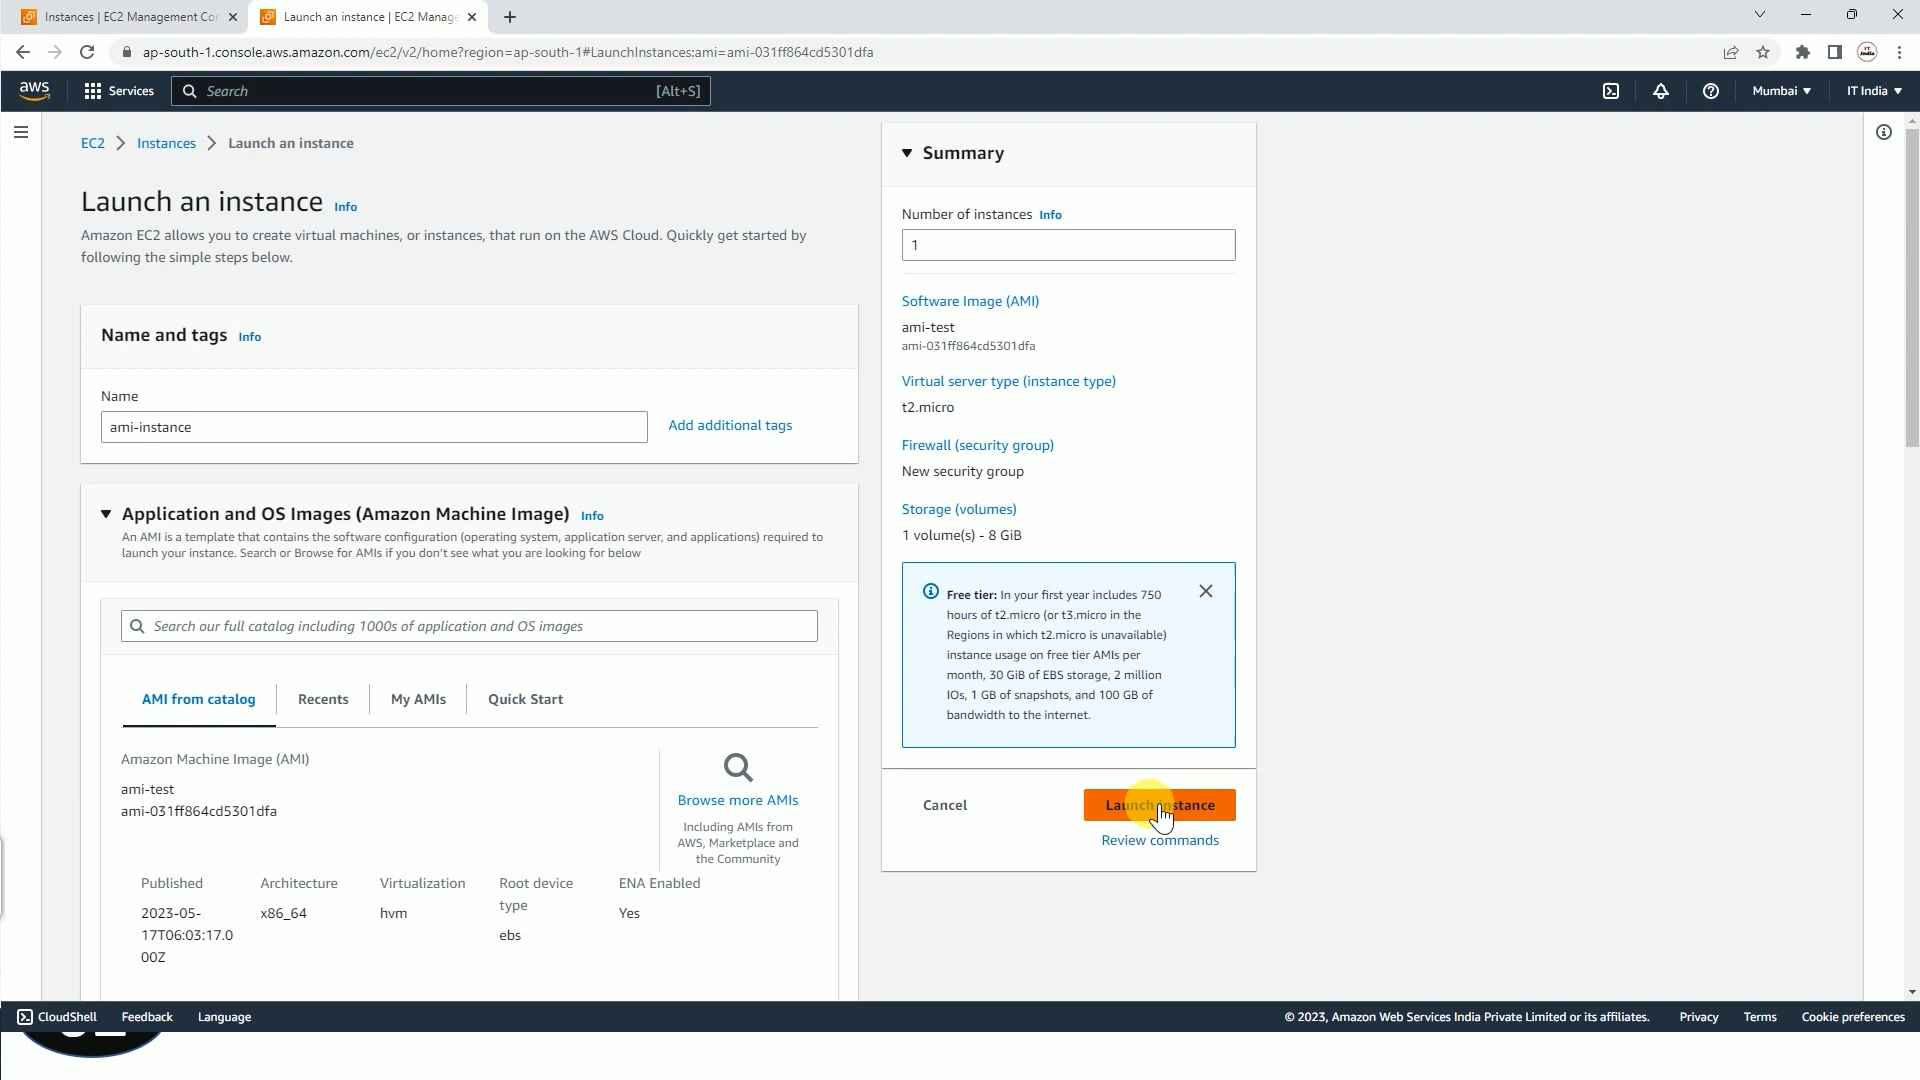 Instances | EC2 Management Con
Launch an instance | EC2 Manage
ap-south-1.console.aws.amazon.com/ec2/v2/home?region=ap-south-1#LaunchInstances:ami=ami-031ff864cd5301dfa
aws
Services
Search
[Alt+S]
Mumbai
IT India
EC2
Instances
Launch an instance
Launch an instance Info
Amazon EC2 allows you to create virtual machines, or instances, that run on the AWS Cloud. Quickly get started by
following the simple steps below.
Name and tags Info
Name
ami-instance
Add additional tags
Application and OS Images (Amazon Machine Image) Info
An AMI is a template that contains the software configuration (operating system, application server, and applications) required to
launch your instance. Search or Browse for AMIs if you don't see what you are looking for below
Search our full catalog including 1000s of application and OS images
AMI from catalog
Recents
My AMIs
Quick Start
Amazon Machine Image (AMI)
ami-test
ami-031ff864cd5301dfa
Browse more AMIs
Including AMIs from
AWS, Marketplace and
the Community
Published
2023-05-
17T06:03:17.0
00Z
Architecture
x86_64
Virtualization
hvm
Root device
type
ebs
ENA Enabled
Yes
Summary
Number of instances Info
1
Software Image (AMI)
ami-test
ami-031ff864cd5301dfa
Virtual server type (instance type)
t2.micro
Firewall (security group)
New security group
Storage (volumes)
1 volume(s) - 8 GiB
Free tier: In your first year includes 750
hours of t2.micro (or t3.micro in the
Regions in which t2.micro is unavailable)
instance usage on free tier AMIs per
month, 30 GiB of EBS storage, 2 million
IOs, 1 GB of snapshots, and 100 GB of
bandwidth to the internet.
Cancel
Launch instance
Review commands
CloudShell
Feedback
Language
© 2023, Amazon Web Services India Private Limited or its affiliates.
Privacy
Terms
Cookie preferences